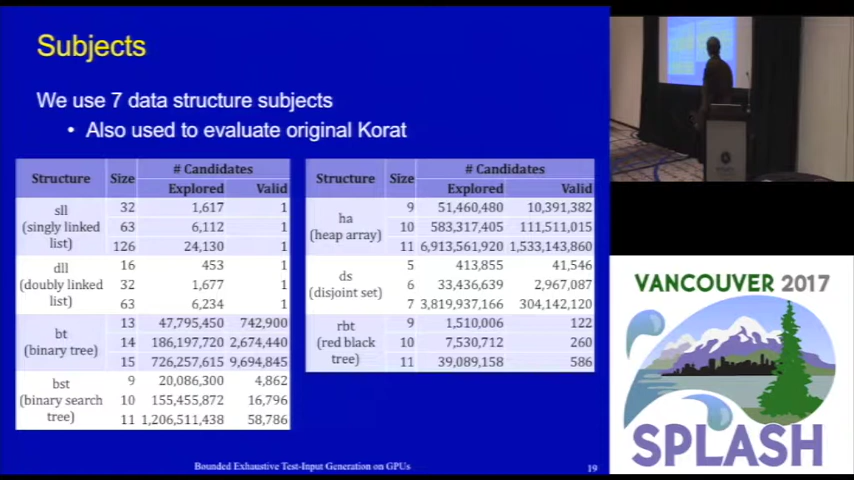 Subjects
We use 7 data structure subjects
• Also used to evaluate original Korat
Structure Size # Candidates
Explored Valid
sll (singly linked list)
32 1,617 1
63 6,112 1
126 24,130 1
dll (doubly linked list)
16 453 1
32 1,677 1
63 6,234 1
bt (binary tree)
13 47,795,450 742,900
14 186,197,720 2,674,440
15 726,257,615 9,694,845
bst (binary search tree)
9 20,086,300 4,862
10 155,455,872 16,796
11 1,206,511,438 58,786
Structure Size # Candidates
Explored Valid
ha (heap array)
9 51,460,480 10,391,382
10 583,317,405 111,511,015
11 6,913,561,920 1,533,143,860
ds (disjoint set)
5 413,855 41,546
6 33,436,639 2,967,087
7 3,819,937,166 304,142,120
rbt (red black tree)
9 1,510,006 122
10 7,530,712 260
11 39,089,158 586
Bounded Exhaustive Test-Input Generation on GPUs
19
VANCOUVER 2017
SPLASH